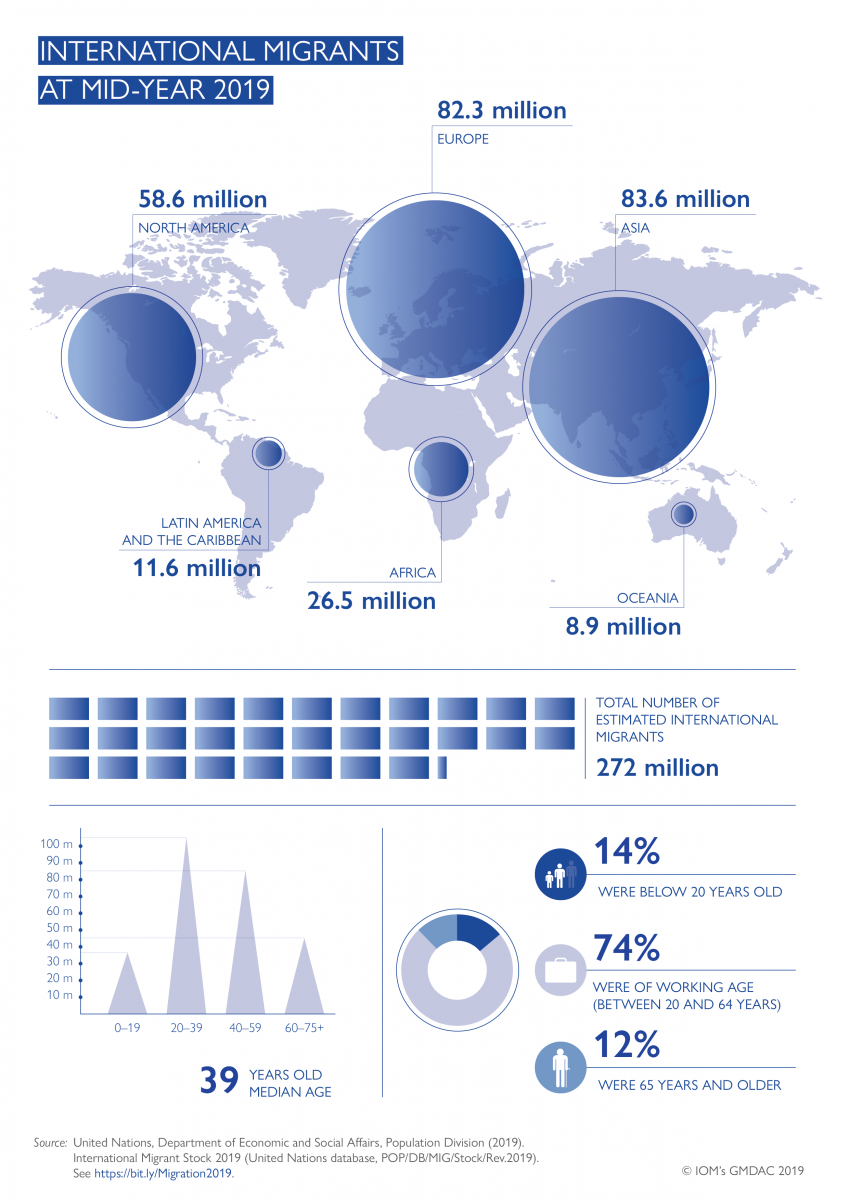 INTERNATIONAL MIGRANTS
AT MID-YEAR 2019
82.3 million
EUROPE
58.6 million
NORTH AMERICA
83.6 million
ASIA
LATIN AMERICA
AND THE CARIBBEAN
11.6 million
AFRICA
26.5 million
OCEANIA
8.9 million
TOTAL NUMBER OF
ESTIMATED INTERNATIONAL
MIGRANTS
272 million
100 m
90 m
80 m
70 m
60 m
50 m
40 m
30 m
20 m
10 m
0–19
20–39
40–59
60–75+
39
YEARS OLD
MEDIAN AGE
14%
WERE BELOW 20 YEARS OLD
74%
WERE OF WORKING AGE
(BETWEEN 20 AND 64 YEARS)
12%
WERE 65 YEARS AND OLDER
Source: United Nations, Department of Economic and Social Affairs, Population Division (2019).
International Migrant Stock 2019 (United Nations database, POP/DB/MIG/Stock/Rev.2019).
See https://bit.ly/Migration2019.
© IOM's GMDAC 2019